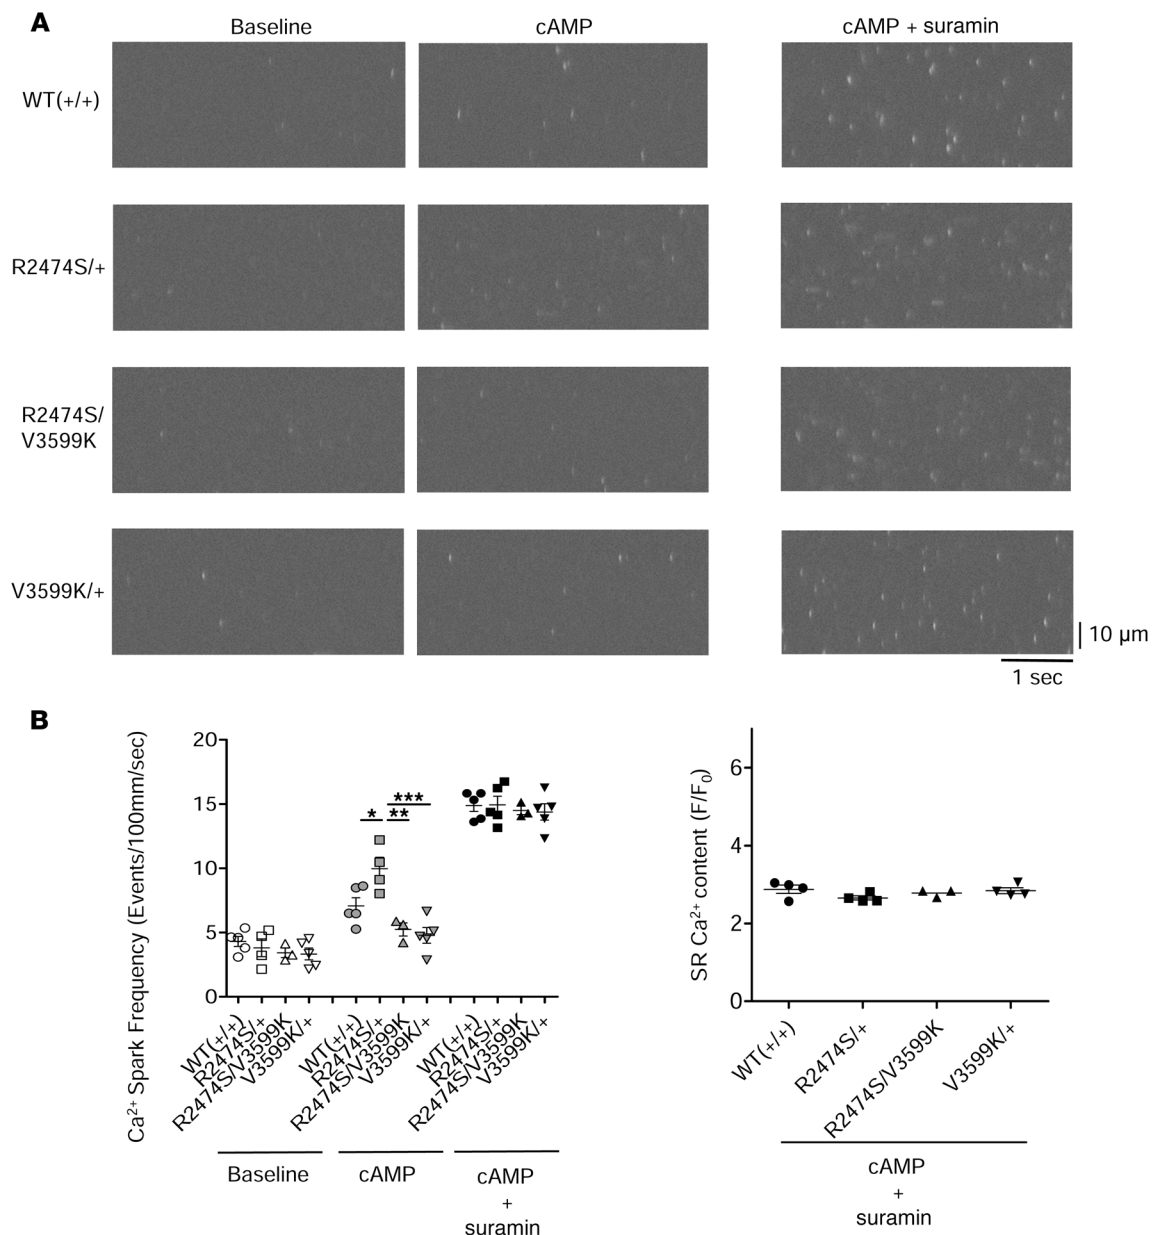 A
Baseline
cAMP
cAMP + suramin
WT(+/+)
R2474S/+
R2474S/
V3599K
V3599K/+
10 µm
1 sec
B
Ca²⁺ Spark Frequency (Events/100mm/sec)
20
15
10
5
0
*
***
**
WT(+/+)
R2474S/+
R2474S/V3599K
V3599K/+
WT(+/+)
R2474S/+
R2474S/V3599K
V3599K/+
WT(+/+)
R2474S/+
R2474S/V3599K
V3599K/+
Baseline
cAMP
cAMP
+
suramin
SR Ca²⁺ content (F/F₀)
6
4
2
0
WT(+/+)
R2474S/+
R2474S/V3599K
V3599K/+
cAMP
+
suramin